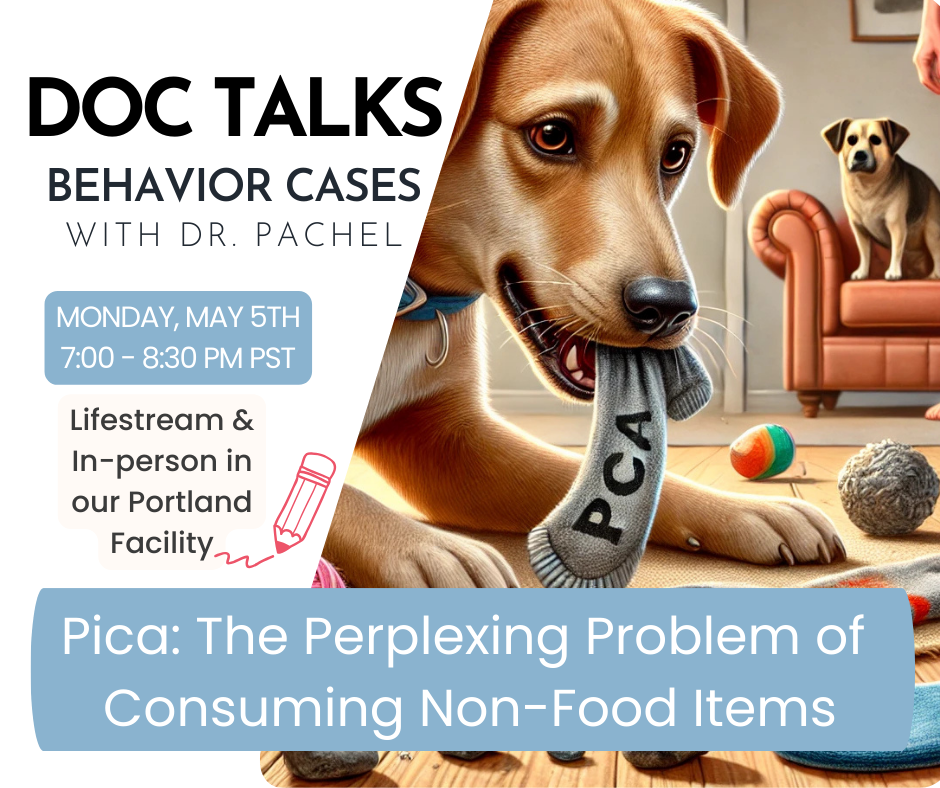 DOC TALKS
BEHAVIOR CASES
WITH DR. PACHEL
MONDAY, MAY 5TH
7:00 - 8:30 PM PST
Lifestream &
In-person in
our Portland
Facility
PCA
Pica: The Perplexing Problem of
Consuming Non-Food Items